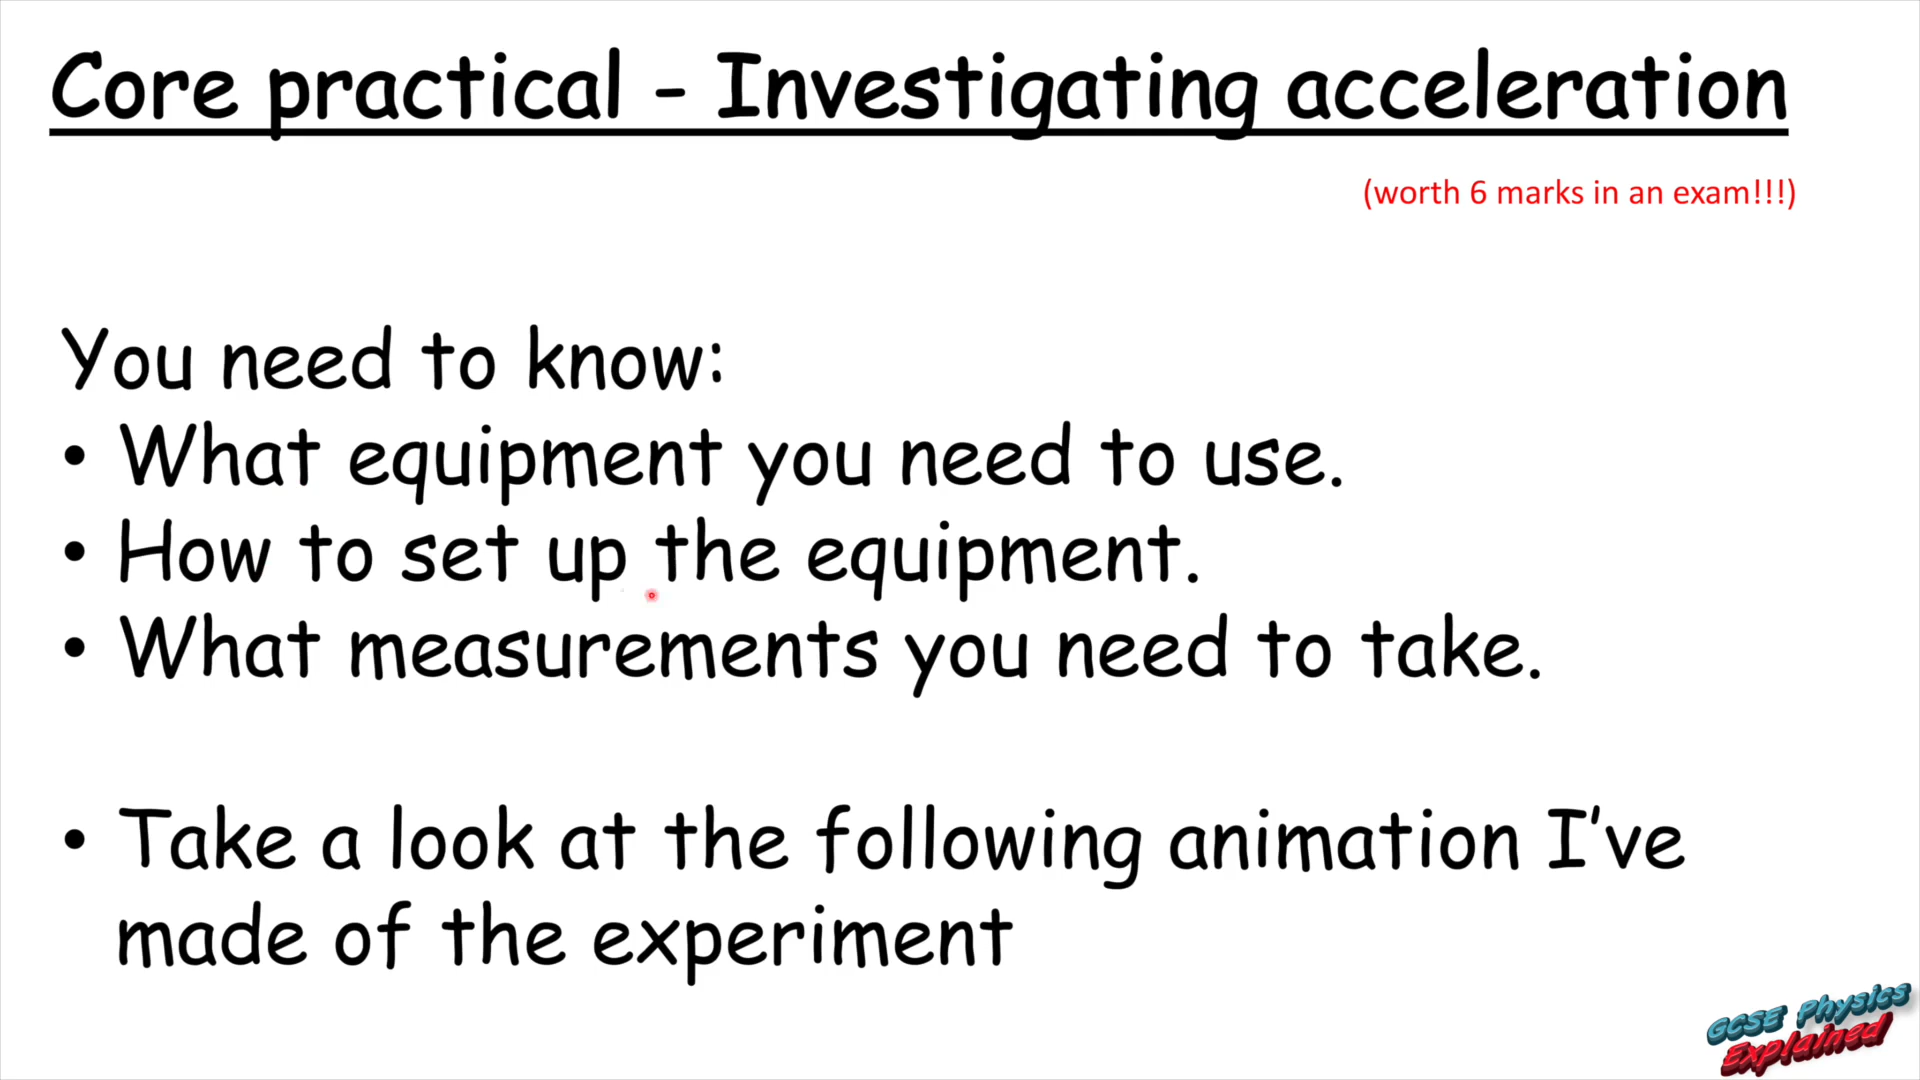 Core practical - Investigating acceleration
(worth 6 marks in an exam!!!)
You need to know:
• What equipment you need to use.
• How to set up the equipment.
• What measurements you need to take.
• Take a look at the following animation I’ve
made of the experiment
GCSE Physics
Explained